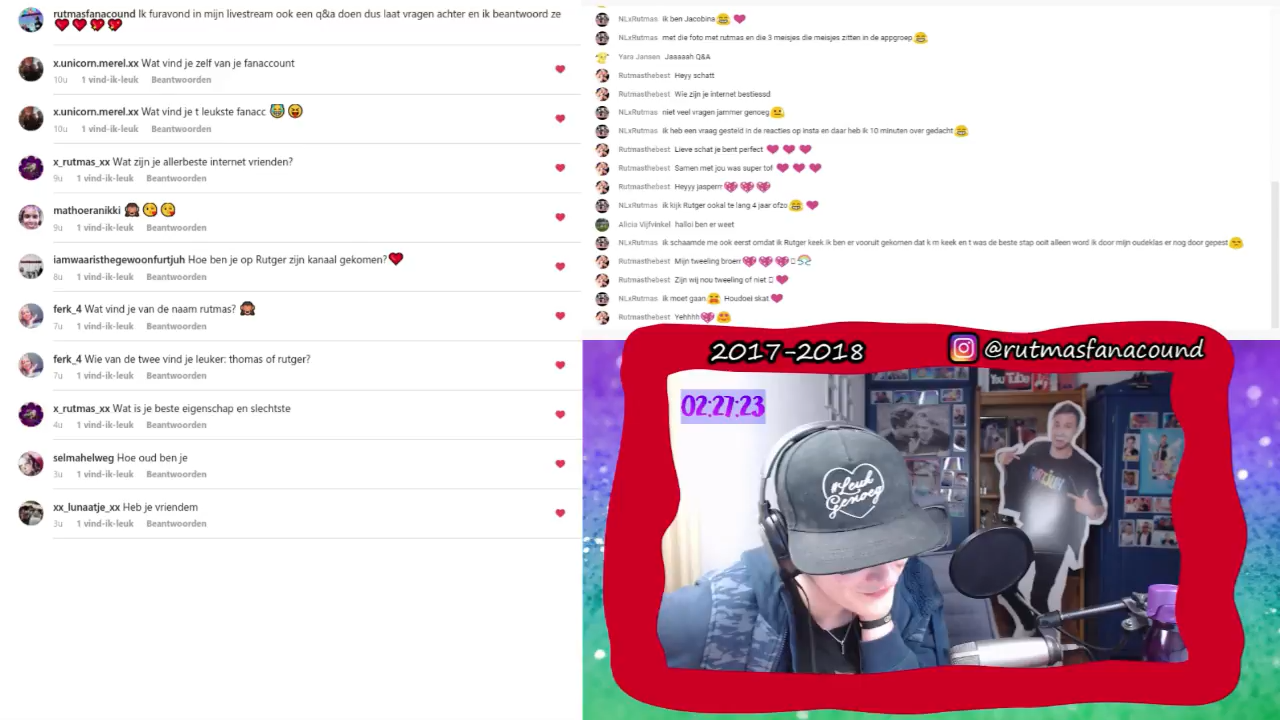 rutmasfanacound Ik furavond in mijn livestream ook een q&a doen dus laat vragen achter en ik beantwoord ze
x.unicorn.merel.xx Wat vind je zelf van je fanaccount
10u 1 vind-ik-leuk Beantwoorden
x.unicorn.merel.xx Wat vind je t leukste fanacc
10u 1 vind-ik-leuk Beantwoorden
x_rutmas_xx Wat zijn je allerbeste internet vrienden?
9u 1 vind-ik-leuk Beantwoorden
mathoeranikki
9u 1 vind-ik-leuk Beantwoorden
iamwaaristhegewoonfurtjuh Hoe ben je op Rutger zijn kanaal gekomen?
8u 1 vind-ik-leuk Beantwoorden
ferk_4 Wat vind je van de naam rutmas?
7u 1 vind-ik-leuk Beantwoorden
ferk_4 Wie van de twee vind je leuker: thomas of rutger?
7u 1 vind-ik-leuk Beantwoorden
x_rutmas_xx Wat is je beste eigenschap en slechtste
4u 1 vind-ik-leuk Beantwoorden
selmahelweg Hoe oud ben je
3u 1 vind-ik-leuk Beantwoorden
xx_lunaatje_xx Heb je vriendem
3u 1 vind-ik-leuk Beantwoorden
NLxRutmas ik ben Jacobina
NLxRutmas met die foto met rutmas en die 3 meisjes die meisjes zitten in de appgroep
Yara Jansen Jaaaaah Q&A
Rutmasthebest Heyy schatt
Rutmasthebest Wie zijn je internet bestiessd
NLxRutmas niet veel vragen jammer genoeg
NLxRutmas ik heb een vraag gesteld in de reacties op insta en daar heb ik 10 minuten over gedacht
Rutmasthebest Lieve schat je bent perfect
Rutmasthebest Samen met jou was super tof
Rutmasthebest Heyyy jasperrr
NLxRutmas ik kijk Rutger ookal te lang 4 jaar ofzo
Alicia Vijfvinkel halloi ben er weet
NLxRutmas ik schaamde me ook eerst omdat ik Rutger keek ik ben er vooruit gekomen dat k m keek en t was de beste stap ooit alleen word ik door mijn oudeklas er nog door gepest
Rutmasthebest Mijn tweeling broerr
Rutmasthebest Zijn wij nou tweeling of niet
NLxRutmas ik moet gaan Houdoei skat
Rutmasthebest Yehhhh
2017-2018
@rutmasfanacound
02:27:23
You Tube
#Leuk
Genoeg